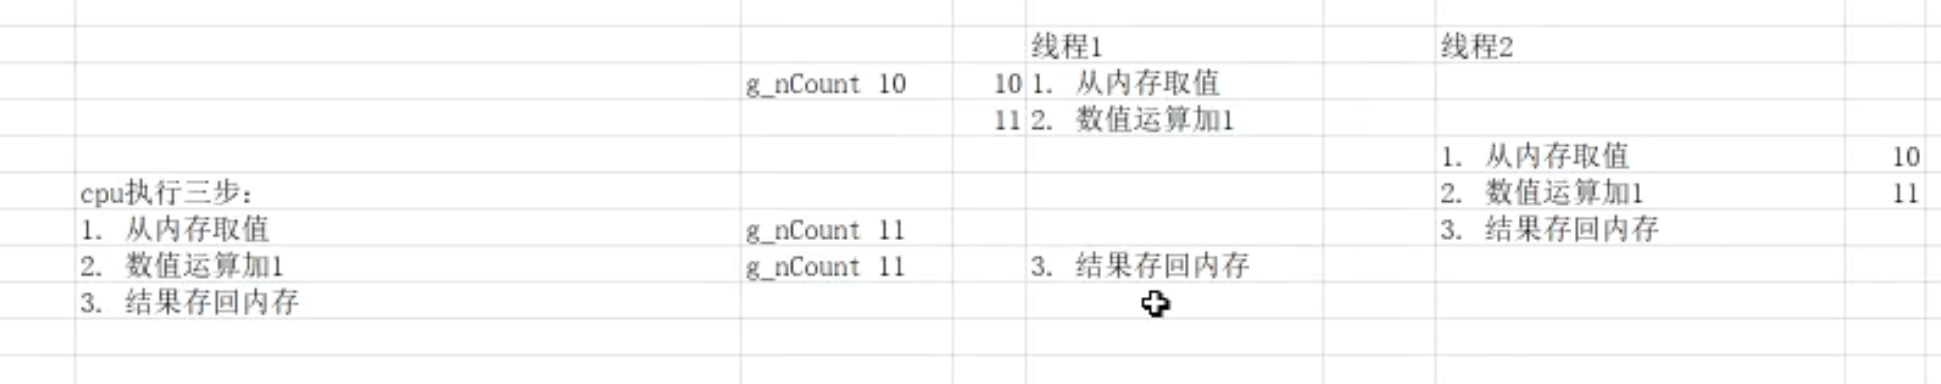 线程1 线程2
g_nCount 10 10 1. 从内存取值
11 2. 数值运算加1
1. 从内存取值 10
cpu执行三步： 2. 数值运算加1 11
1. 从内存取值 g_nCount 11 3. 结果存回内存
2. 数值运算加1 g_nCount 11 3. 结果存回内存
3. 结果存回内存